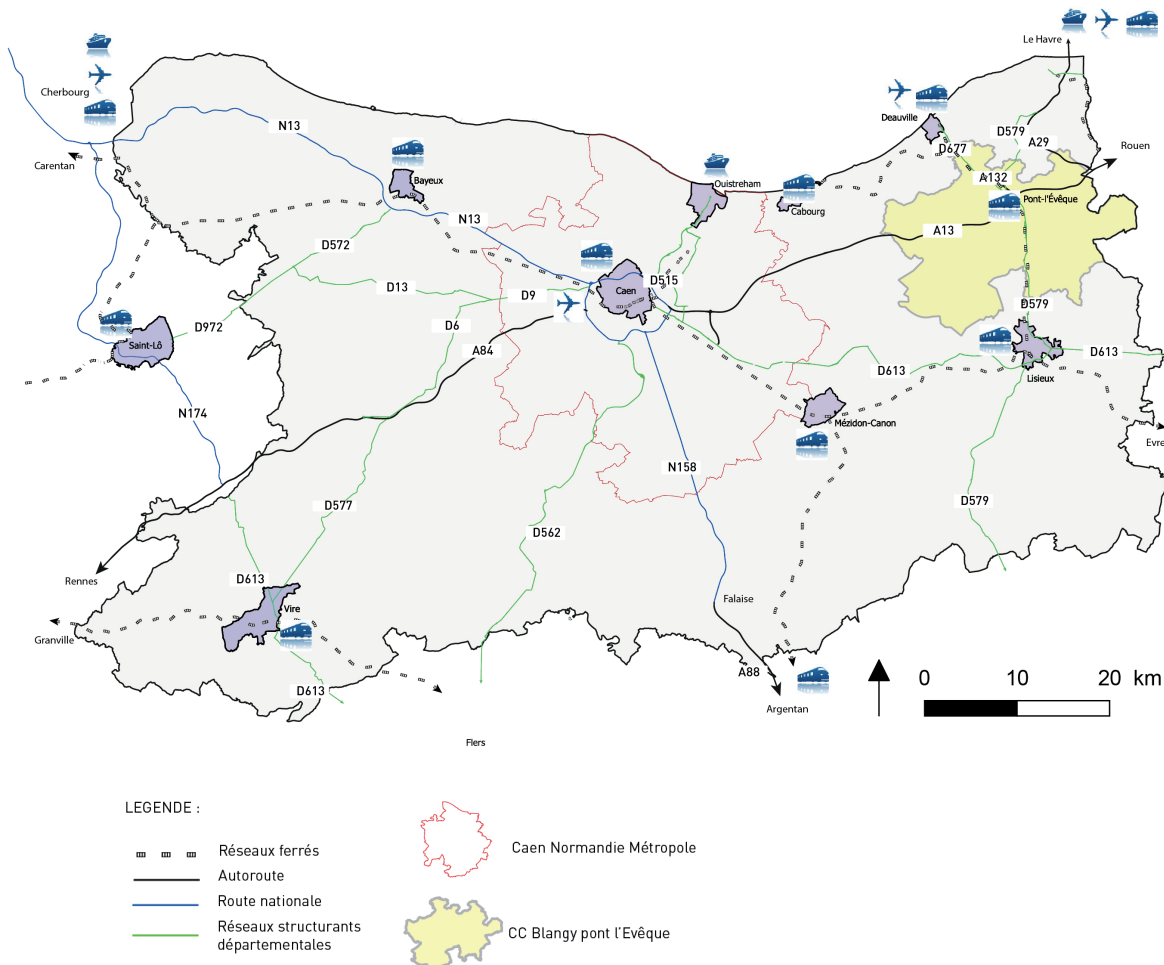 Le Havre
Cherbourg
Deauville
N13
D579
A29
Rouen
D677
Carentan
A132
Bayeux
Ouistreham
Pont-l'Évêque
Cabourg
N13
A13
D572
D515
D13
Caen
D9
D579
D972
D6
Saint-Lô
A84
D613
D613
Lisieux
N174
Mézidon-Canon
Evre
N158
D577
D579
D562
Rennes
D613
Falaise
Vire
Granville
A88
0 10 20 km
D613
Argentan
Flers
LEGENDE :
Réseaux ferrés
Autoroute
Route nationale
Réseaux structurants
départementales
Caen Normandie Métropole
CC Blangy pont l'Evêque